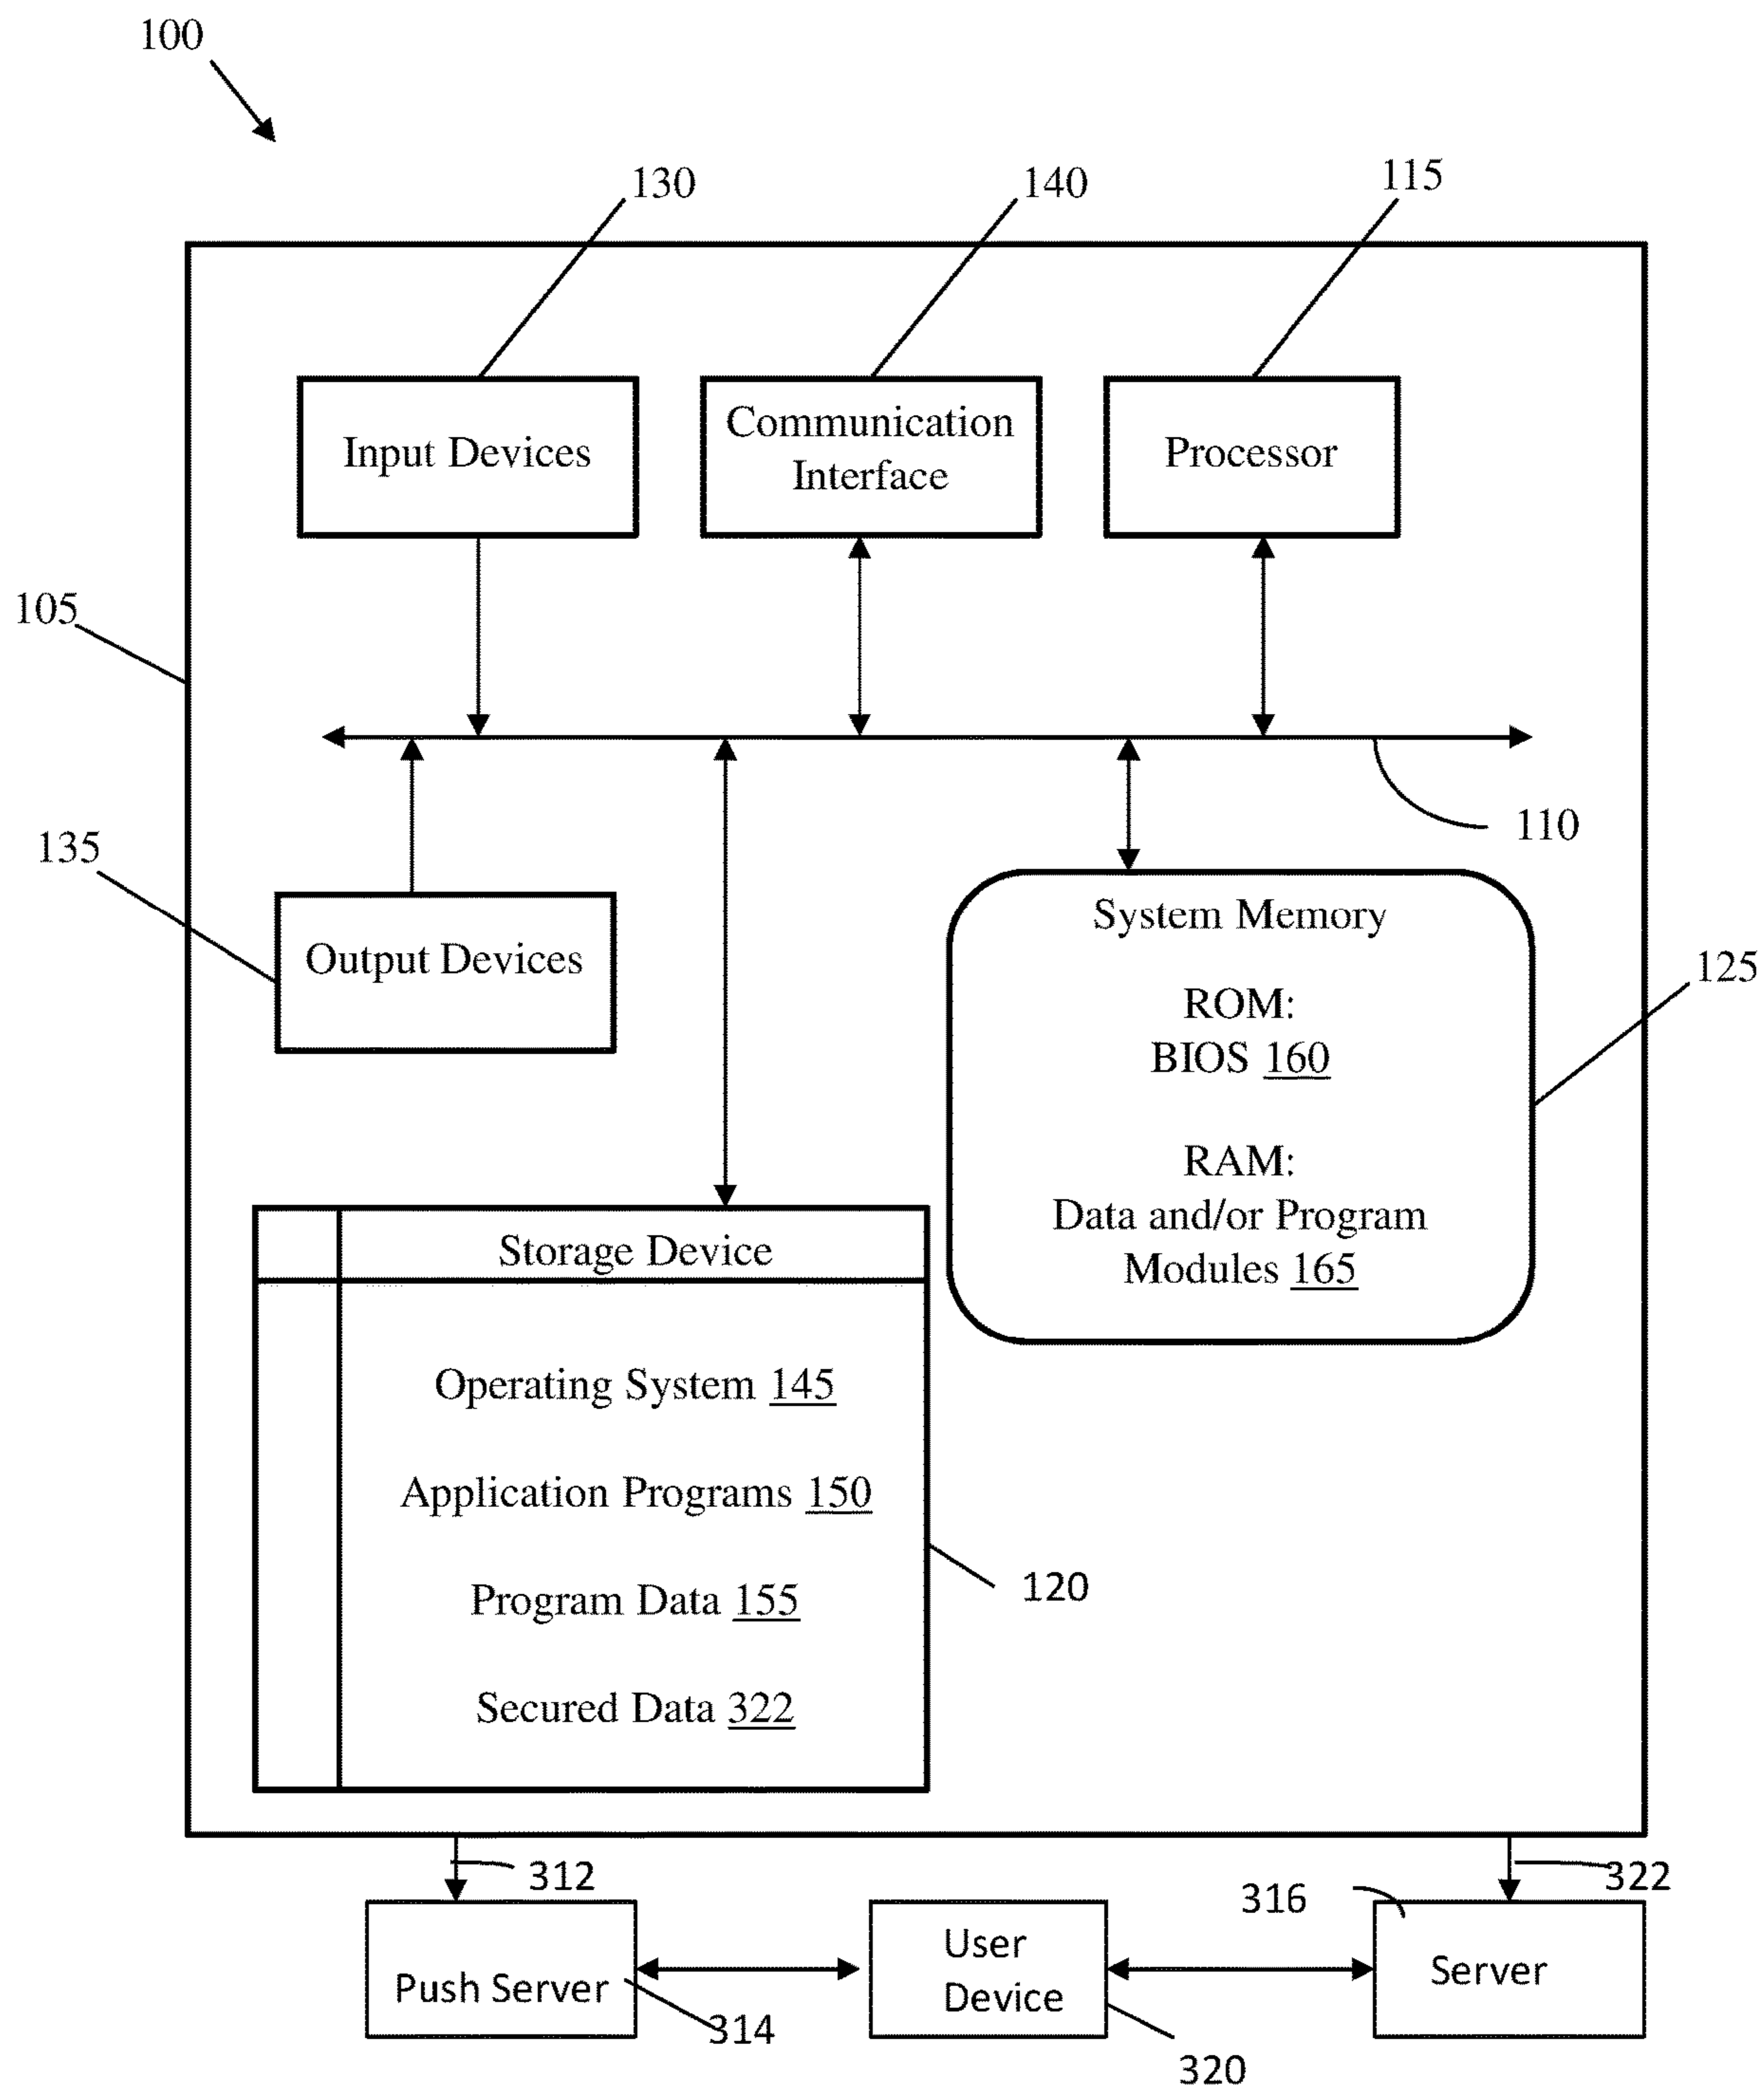 100
130
140
115
Input Devices
Communication
Interface
Processor
105
110
135
Output Devices
System Memory
ROM:
BIOS 160
RAM:
Data and/or Program
Modules 165
125
Storage Device
Operating System 145
Application Programs 150
Program Data 155
Secured Data 322
120
312
322
316
Push Server
314
User
Device
320
Server